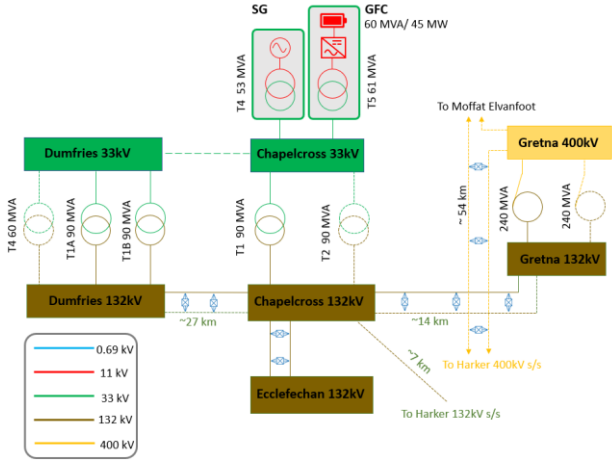 SG
GFC
60 MVA/ 45 MW
T4 53 MVA
T5 61 MVA
To Moffat Elvanfoot
Dumfries 33kV
Chapelcross 33kV
Gretna 400kV
~ 54 km
T4 60 MVA
T1A 90 MVA
T1B 90 MVA
T1 90 MVA
T2 90 MVA
240 MVA
240 MVA
Gretna 132kV
Dumfries 132kV
Chapelcross 132kV
~27 km
~14 km
~7 km
0.69 kV
11 kV
33 kV
132 kV
400 kV
Ecclefechan 132kV
To Harker 400kV s/s
To Harker 132kV s/s